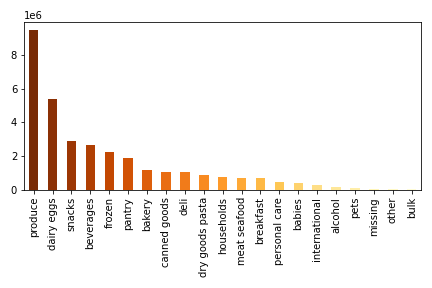 1e6
8
6
4
2
0
produce
dairy eggs
snacks
beverages
frozen
pantry
bakery
canned goods
deli
dry goods pasta
households
meat seafood
breakfast
personal care
babies
international
alcohol
pets
missing
other
bulk